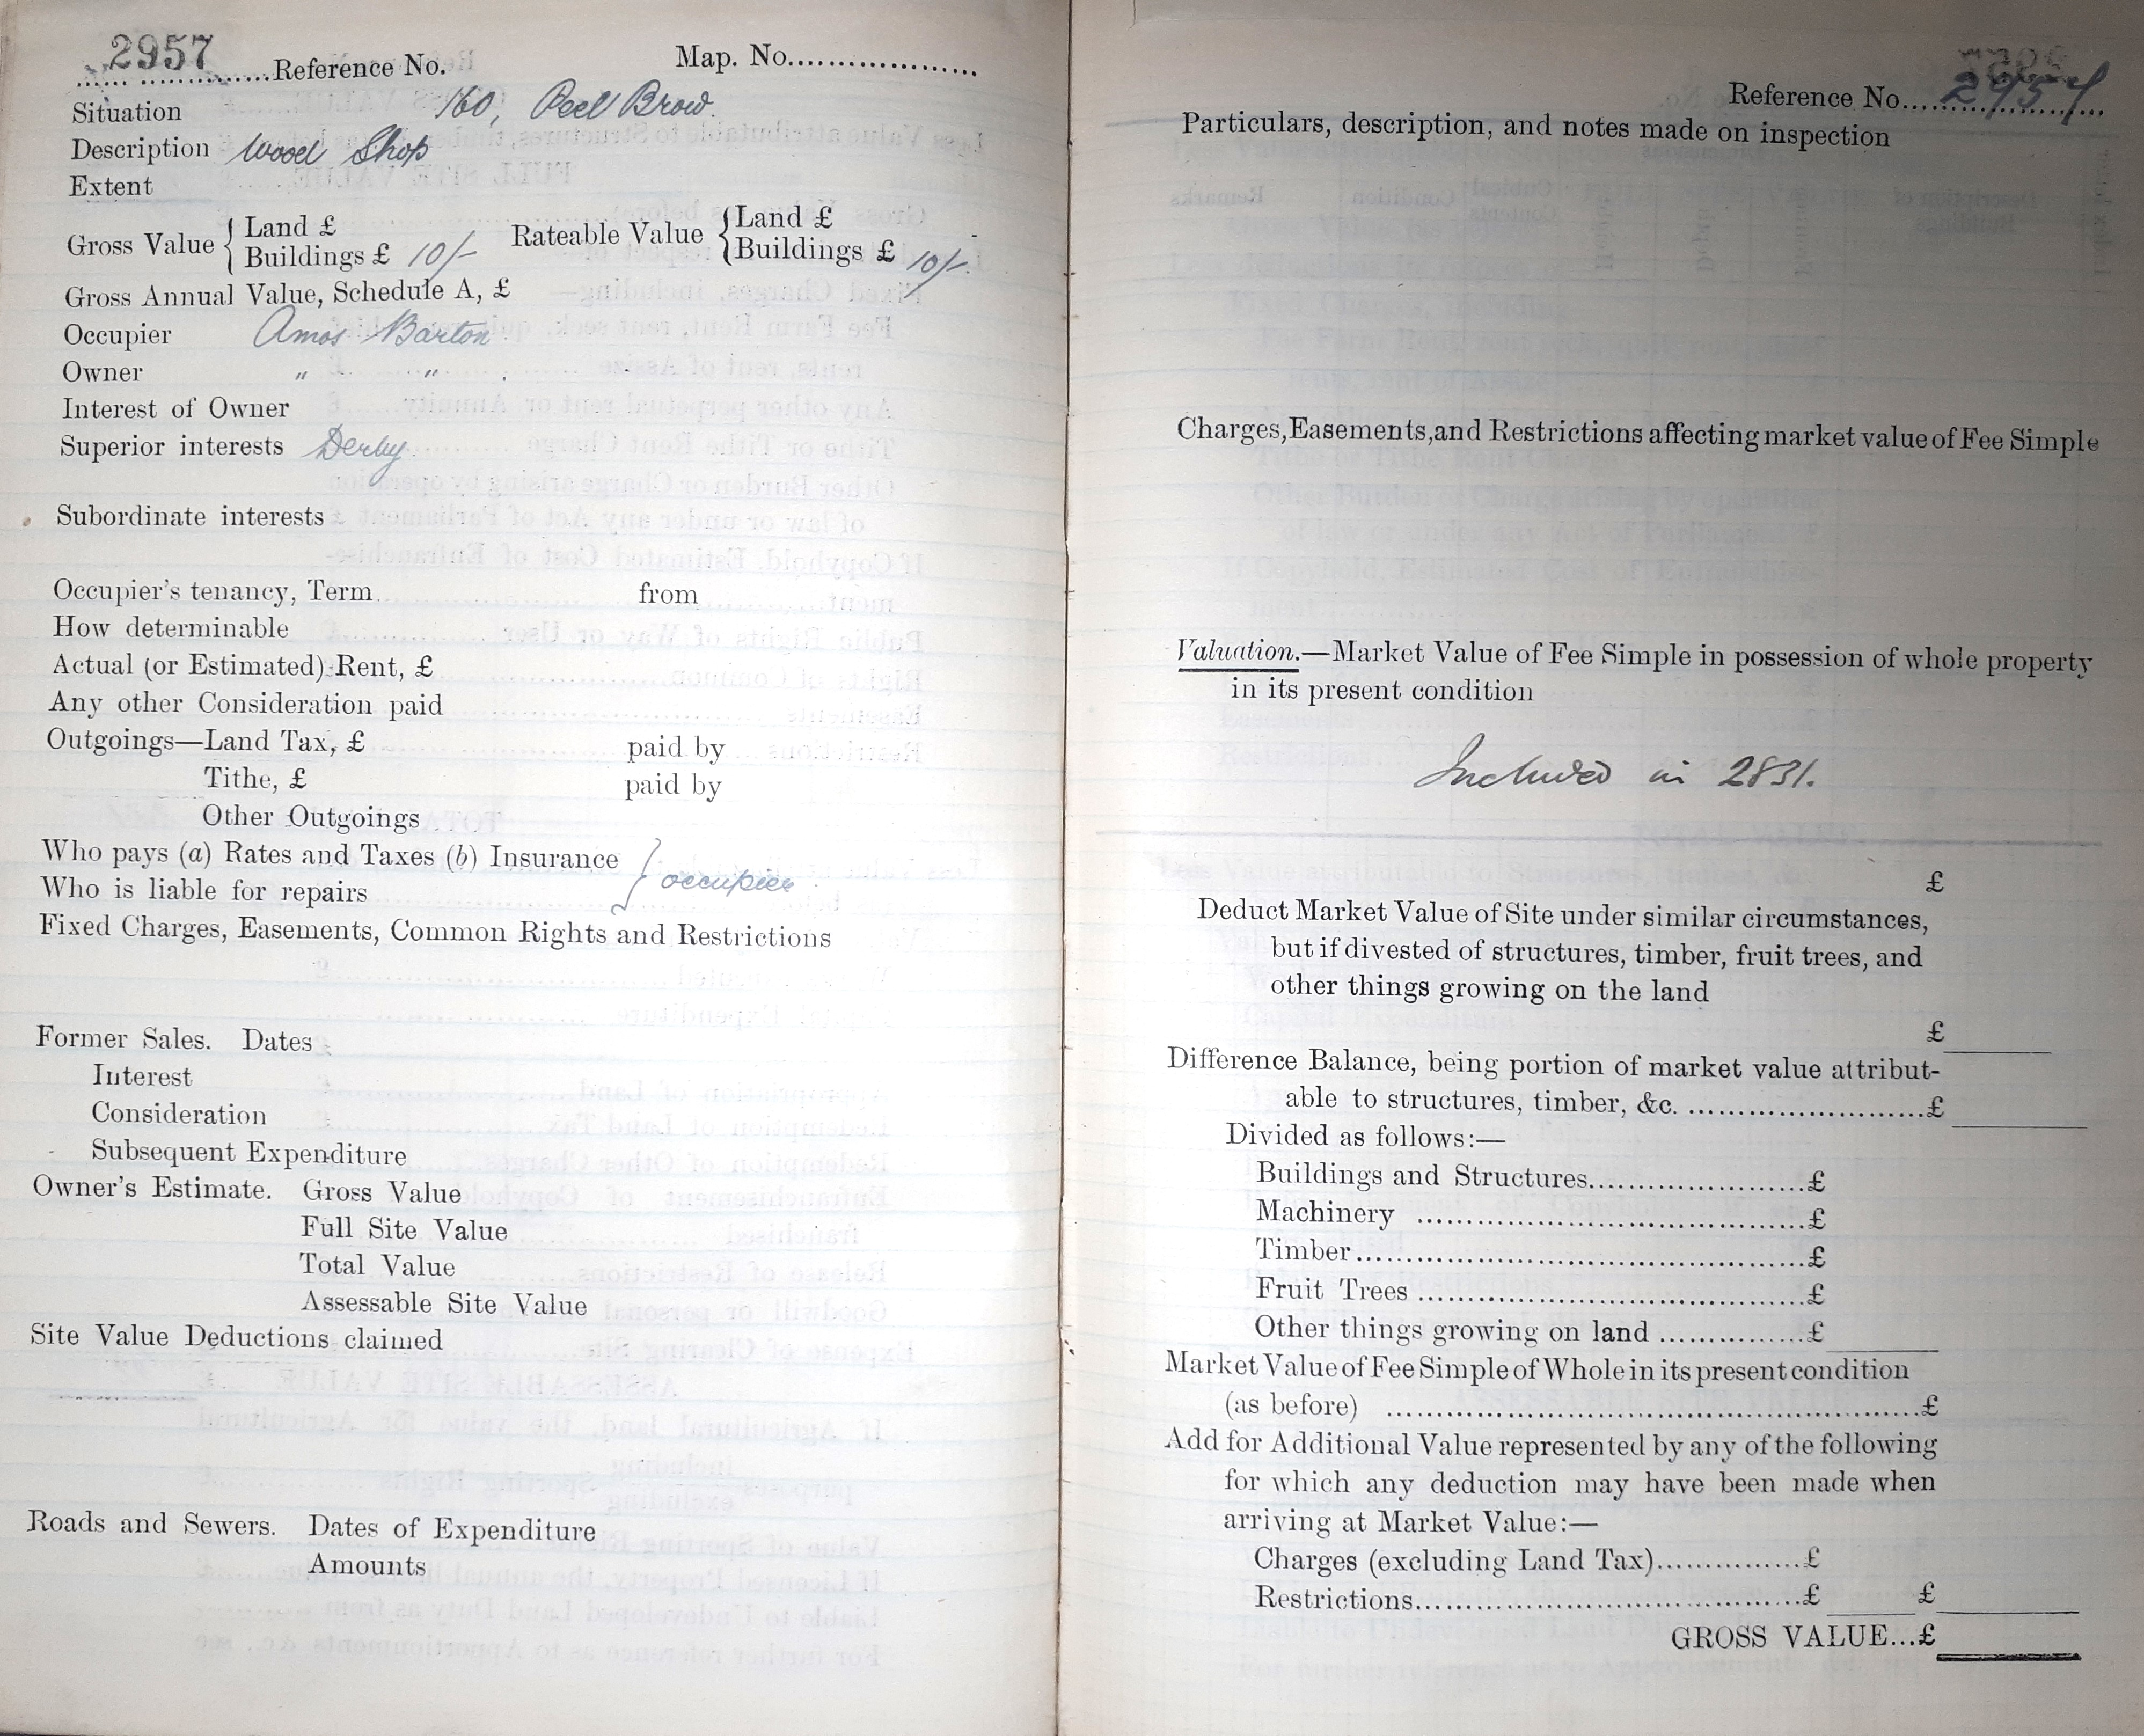 2957 Reference No. Map. No.
Situation 160, Peel Brow.
Description Wood Shop
Extent
Gross Value { Land £ Rateable Value { Land £
Buildings £ 10/- Buildings £ 10/-
Gross Annual Value, Schedule A, £
Occupier Amos Barton
Owner " "
Interest of Owner
Superior interests Derby
Subordinate interests
Occupier's tenancy, Term from
How determinable
Actual (or Estimated) Rent, £
Any other Consideration paid
Outgoings—Land Tax, £ paid by
Tithe, £ paid by
Other Outgoings
Who pays (a) Rates and Taxes (b) Insurance } occupier
Who is liable for repairs
Fixed Charges, Easements, Common Rights and Restrictions
Former Sales. Dates
Interest
Consideration
Subsequent Expenditure
Owner's Estimate. Gross Value
Full Site Value
Total Value
Assessable Site Value
Site Value Deductions claimed
Roads and Sewers. Dates of Expenditure
Amounts
Reference No. 2957
Particulars, description, and notes made on inspection
Charges, Easements, and Restrictions affecting market value of Fee Simple
Valuation.—Market Value of Fee Simple in possession of whole property
in its present condition
Included in 2831.
£
Deduct Market Value of Site under similar circumstances,
but if divested of structures, timber, fruit trees, and
other things growing on the land
£
Difference Balance, being portion of market value attribut-
able to structures, timber, &c. ........................£
Divided as follows:—
Buildings and Structures......................£
Machinery ......................................£
Timber............................................£
Fruit Trees ......................................£
Other things growing on land ..............£
Market Value of Fee Simple of Whole in its present condition
(as before) ......................................................£
Add for Additional Value represented by any of the following
for which any deduction may have been made when
arriving at Market Value:—
Charges (excluding Land Tax)...............£
Restrictions.......................................£ £
GROSS VALUE...£